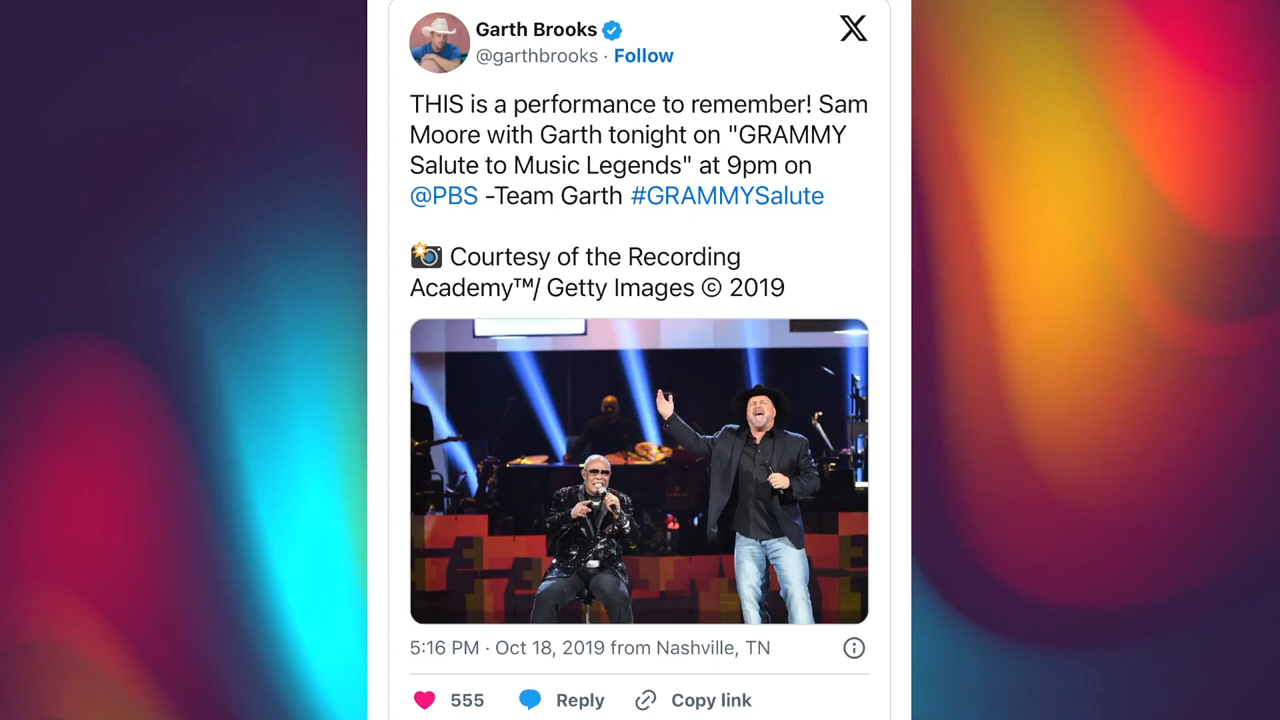 Garth Brooks
@garthbrooks · Follow
THIS is a performance to remember! Sam
Moore with Garth tonight on "GRAMMY
Salute to Music Legends" at 9pm on
@PBS -Team Garth #GRAMMYSalute
📸 Courtesy of the Recording
Academy™/ Getty Images © 2019
5:16 PM · Oct 18, 2019 from Nashville, TN
555 Reply Copy link